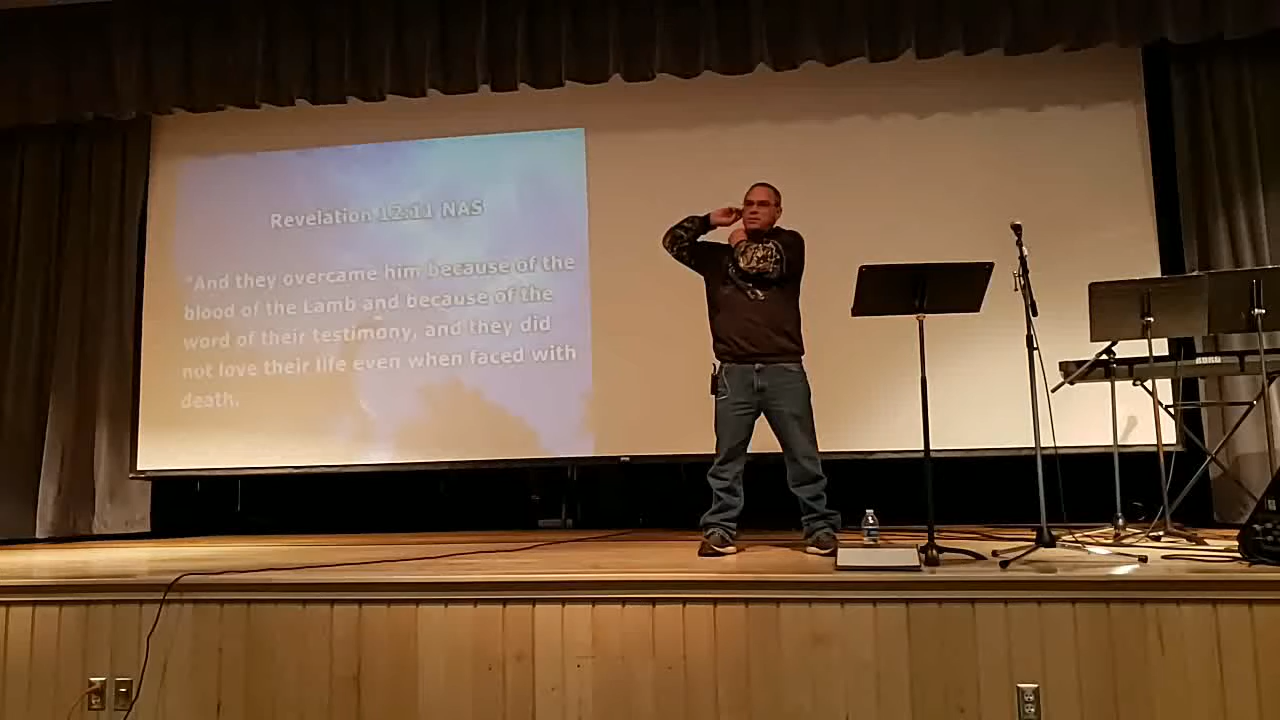 Revelation 12:11 NAS
"And they overcame him because of the
blood of the Lamb and because of the
word of their testimony, and they did
not love their life even when faced with
death.
KORG